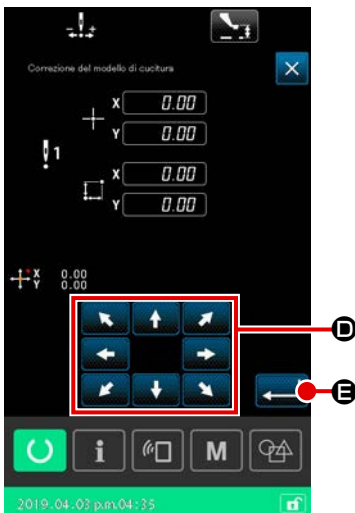 Correzione del modello di cucitura
X 0.00
Y 0.00
1
X 0.00
Y 0.00
X 0.00
Y 0.00
D
E
i M
2019-04-03 p.m.04:35